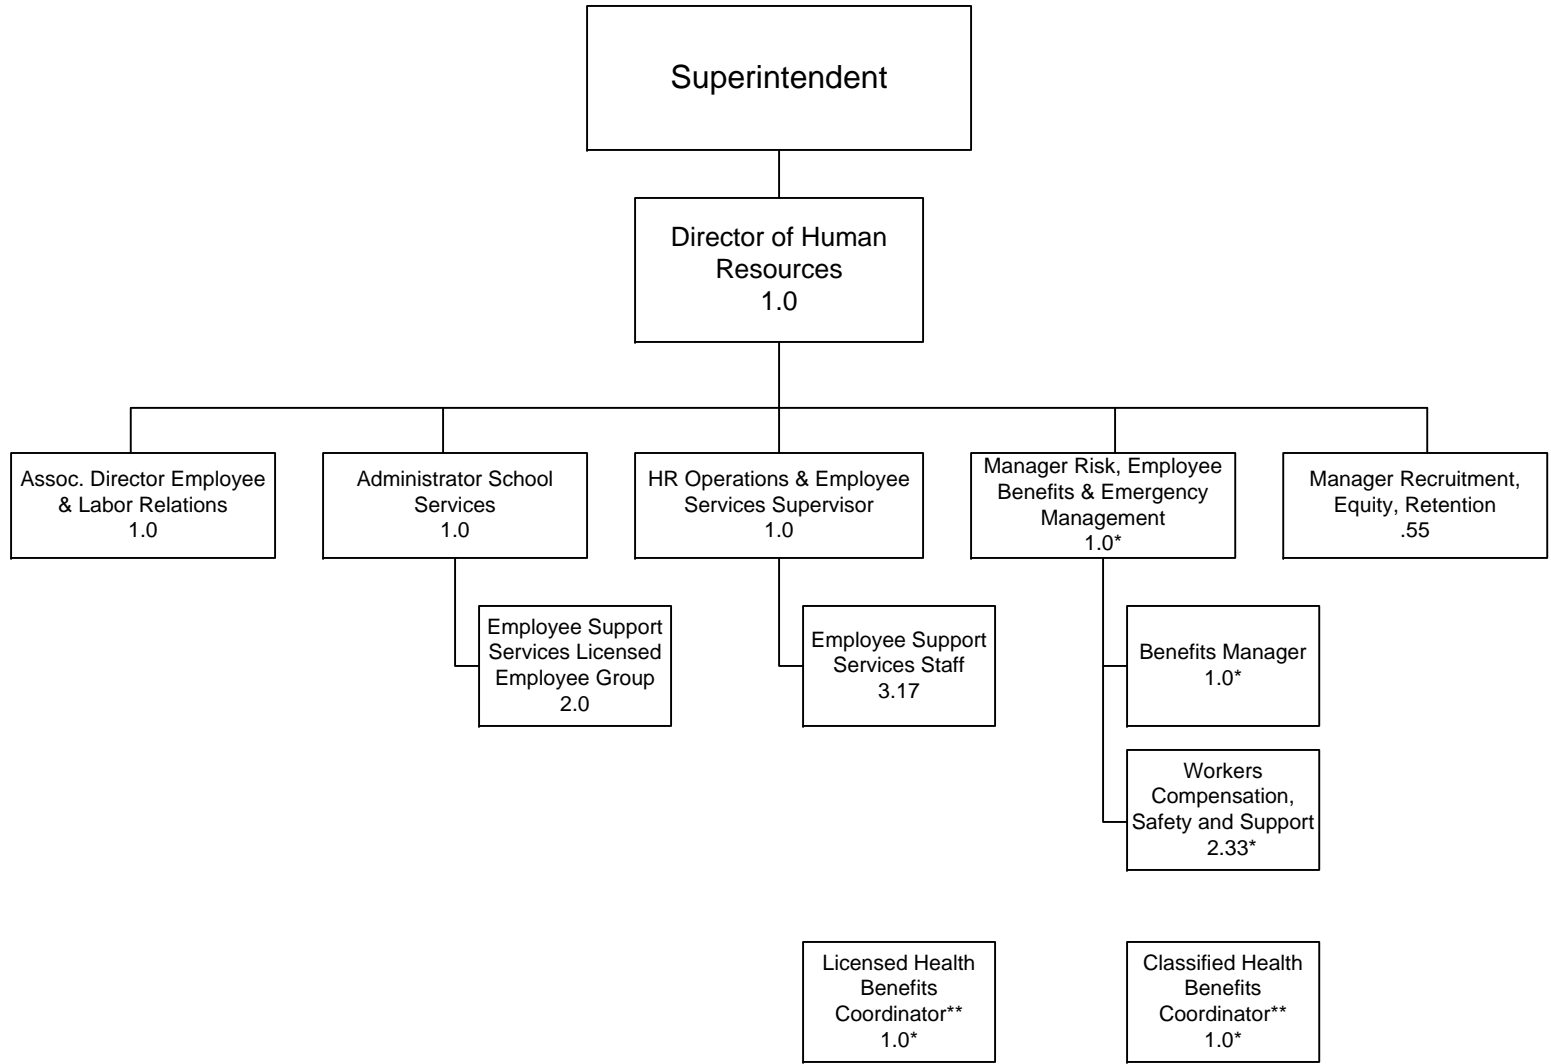 Superintendent
Director of Human
Resources
1.0
Assoc. Director Employee
& Labor Relations
1.0
Administrator School
Services
1.0
HR Operations & Employee
Services Supervisor
1.0
Manager Risk, Employee
Benefits & Emergency
Management
1.0*
Manager Recruitment,
Equity, Retention
.55
Employee Support
Services Licensed
Employee Group
2.0
Employee Support
Services Staff
3.17
Benefits Manager
1.0*
Workers
Compensation,
Safety and Support
2.33*
Licensed Health
Benefits
Coordinator**
1.0*
Classified Health
Benefits
Coordinator**
1.0*